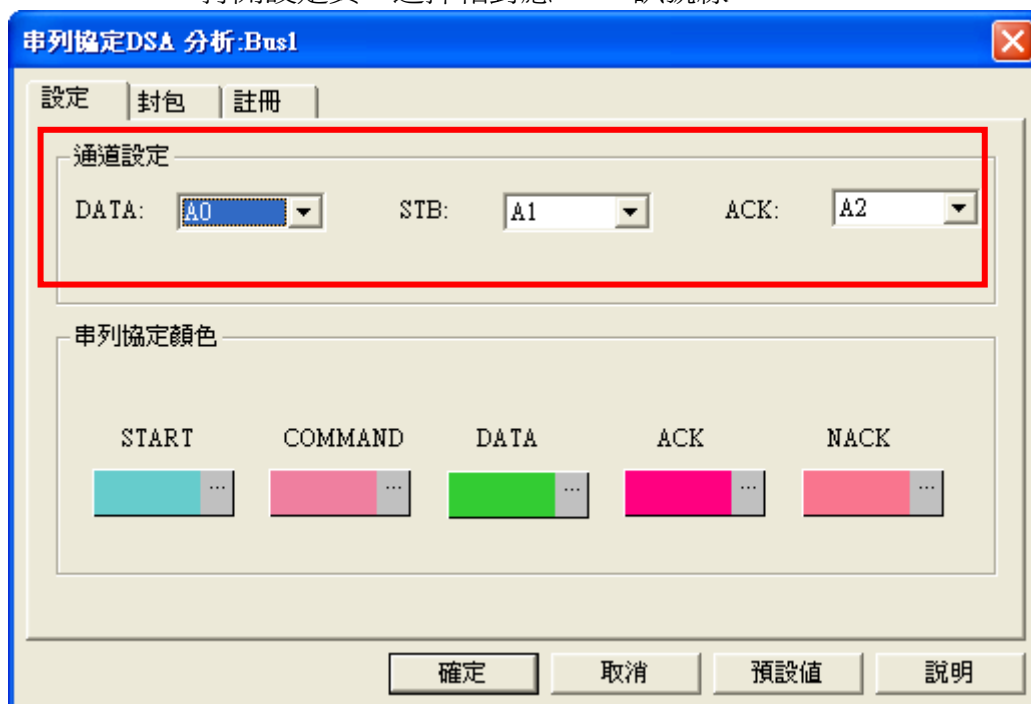 串列協定DSA 分析:Bus1
設定 封包 註冊
通道設定
DATA: A0 STB: A1 ACK: A2
串列協定顏色
START COMMAND DATA ACK NACK
... ... ... ... ...
確定 取消 預設值 說明